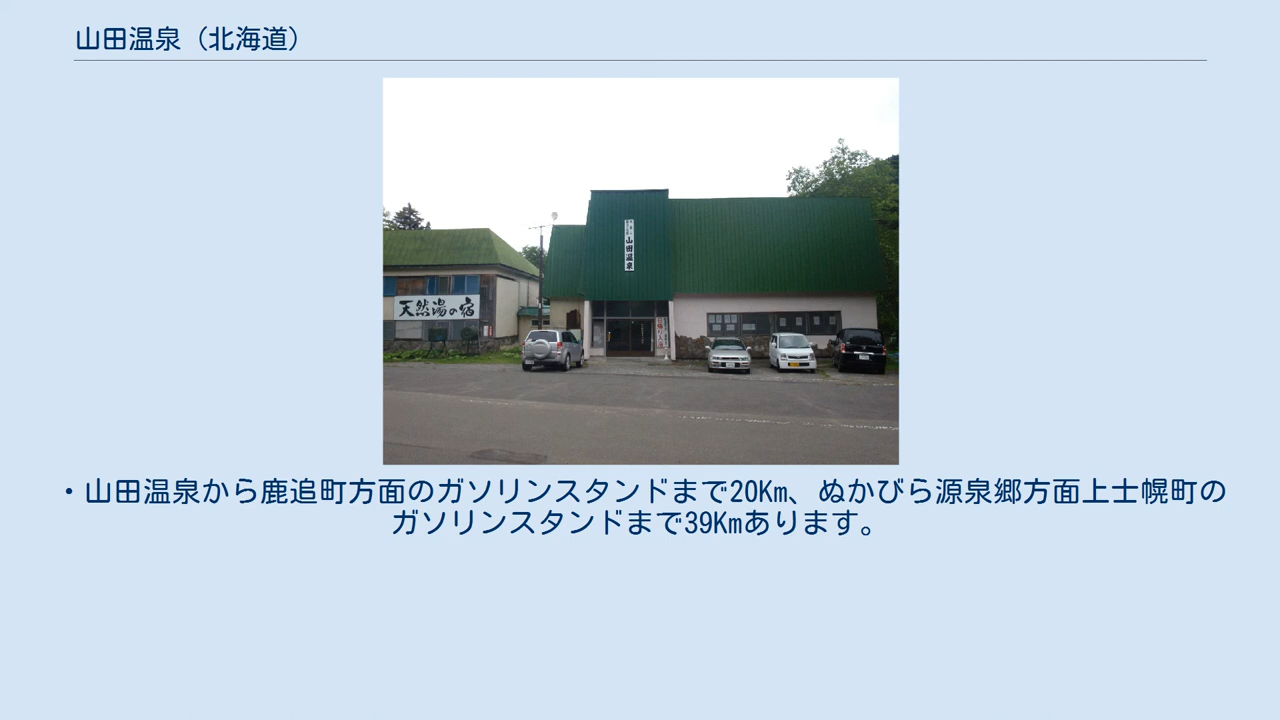 山田温泉（北海道）
山田温泉
天然湯の宿
・山田温泉から鹿追町方面のガソリンスタンドまで20Km、ぬかびら源泉郷方面上士幌町の
ガソリンスタンドまで39Kmあります。